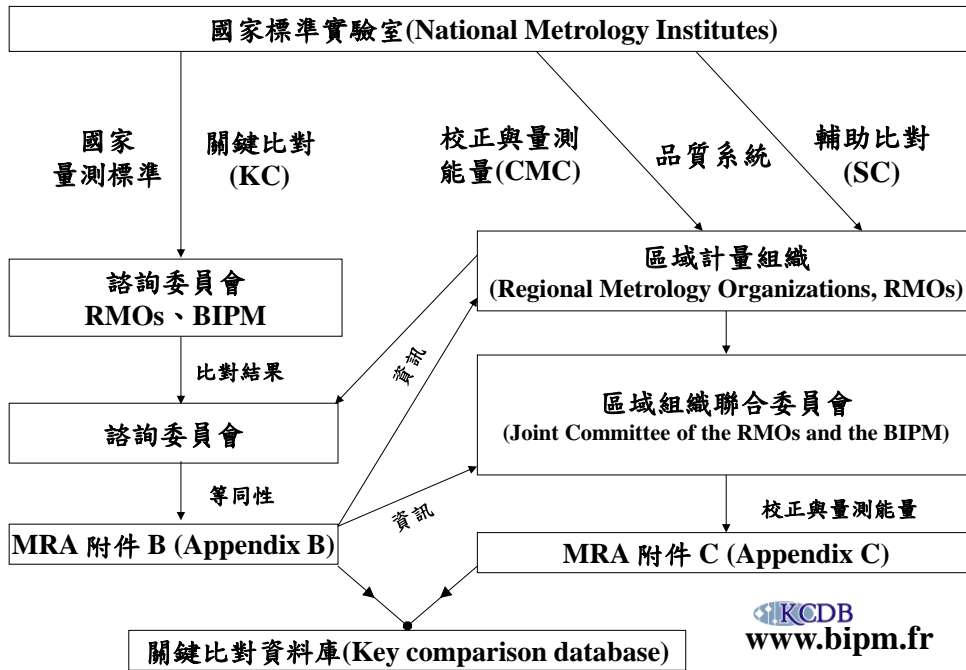 國家標準實驗室(National Metrology Institutes)
國家
量測標準
關鍵比對
(KC)
校正與量測
能量(CMC)
品質系統
輔助比對
(SC)
諮詢委員會
RMOs、BIPM
區域計量組織
(Regional Metrology Organizations, RMOs)
比對結果
資訊
諮詢委員會
區域組織聯合委員會
(Joint Committee of the RMOs and the BIPM)
等同性
資訊
校正與量測能量
MRA 附件 B (Appendix B)
MRA 附件 C (Appendix C)
KCDB
www.bipm.fr
關鍵比對資料庫(Key comparison database)